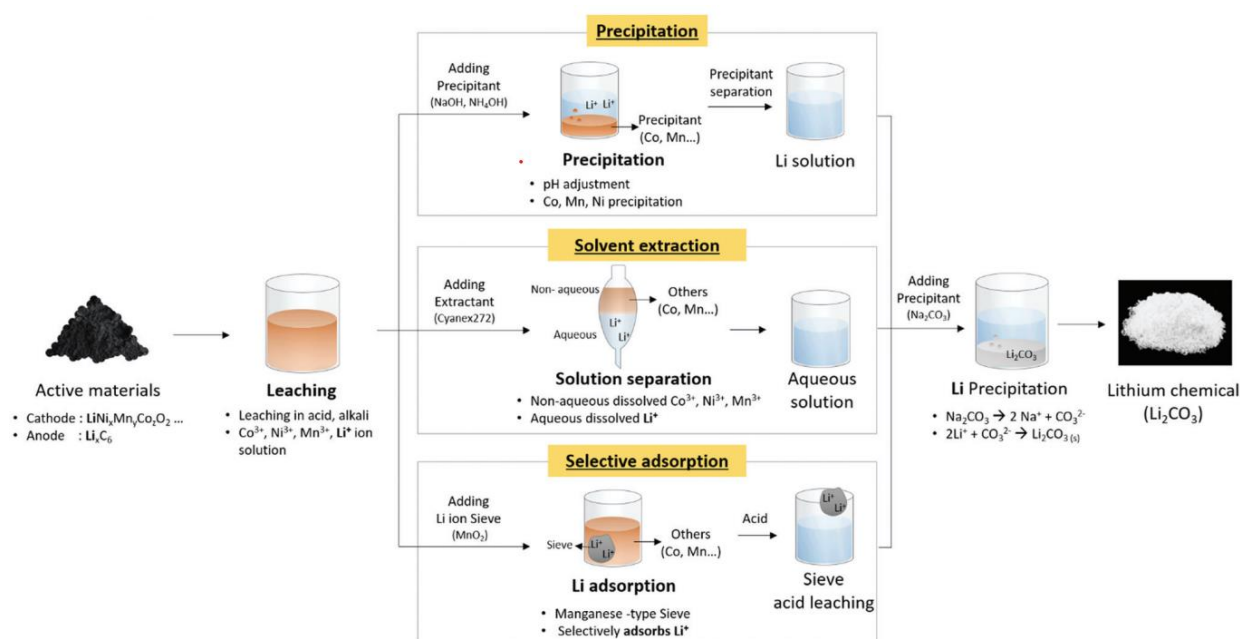 Precipitation
Adding
Precipitant
(NaOH, NH₄OH)
Li⁺ Li⁺
Precipitant
(Co, Mn...)
Precipitant
separation
Li solution
Precipitation
• pH adjustment
• Co, Mn, Ni precipitation
Solvent extraction
Adding
Extractant
(Cyanex272)
Non- aqueous
Others
(Co, Mn...)
Li⁺
Aqueous
Li⁺
Solution separation
• Non-aqueous dissolved Co³⁺, Ni³⁺, Mn³⁺
• Aqueous dissolved Li⁺
Aqueous
solution
Selective adsorption
Adding
Li ion Sieve
(MnO₂)
Sieve
Li⁺
Li⁺
Others
(Co, Mn...)
Acid
Li⁺
Li⁺
Li adsorption
• Manganese -type Sieve
• Selectively adsorbs Li⁺
Sieve
acid leaching
Active materials
• Cathode : LiNiₓMnᵧCo𝓏O₂ ...
• Anode : LiₓC₆
Leaching
• Leaching in acid, alkali
• Co³⁺, Ni³⁺, Mn³⁺, Li⁺ ion
solution
Adding
Precipitant
(Na₂CO₃)
Li₂CO₃
Li Precipitation
• Na₂CO₃ → 2 Na⁺ + CO₃²⁻
• 2Li⁺ + CO₃²⁻ → Li₂CO₃ (s)
Lithium chemical
(Li₂CO₃)